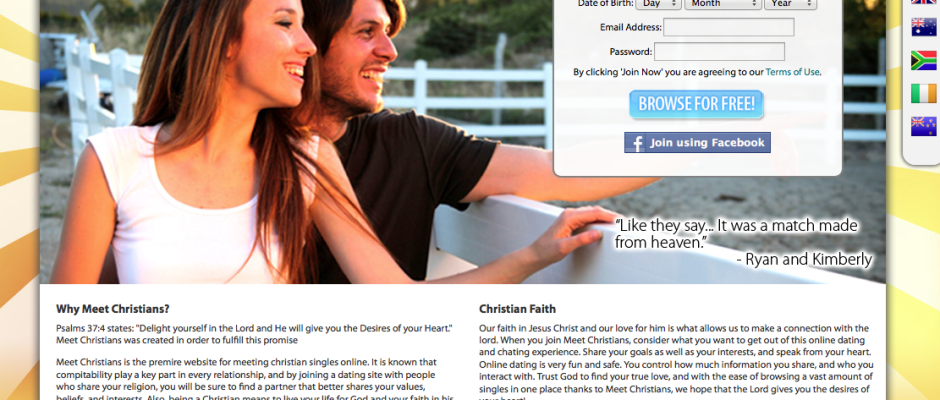 Date of Birth: Day Month Year
Email Address:
Password:
By clicking 'Join Now' you are agreeing to our Terms of Use.
BROWSE FOR FREE!
f Join using Facebook
“Like they say... It was a match made
from heaven.”
- Ryan and Kimberly
Why Meet Christians?
Psalms 37:4 states: "Delight yourself in the Lord and He will give you the Desires of your Heart."
Meet Christians was created in order to fulfill this promise
Meet Christians is the premire website for meeting christian singles online. It is known that
compitability play a key part in every relationship, and by joining a dating site with people
who share your religion, you will be sure to find a partner that better shares your values,
beliefs, and interests. Also, being a Christian means to live your life for God and your faith in his
Christian Faith
Our faith in Jesus Christ and our love for him is what allows us to make a connection with the
lord. When you join Meet Christians, consider what you want to get out of this online dating
and chating experience. Share your goals as well as your interests, and speak from your heart.
Online dating is very fun and safe. You control how much information you share, and who you
interact with. Trust God to find your true love, and with the ease of browsing a vast amount of
singles in one place thanks to Meet Christians, we hope that the Lord gives you the desires of
your heart!